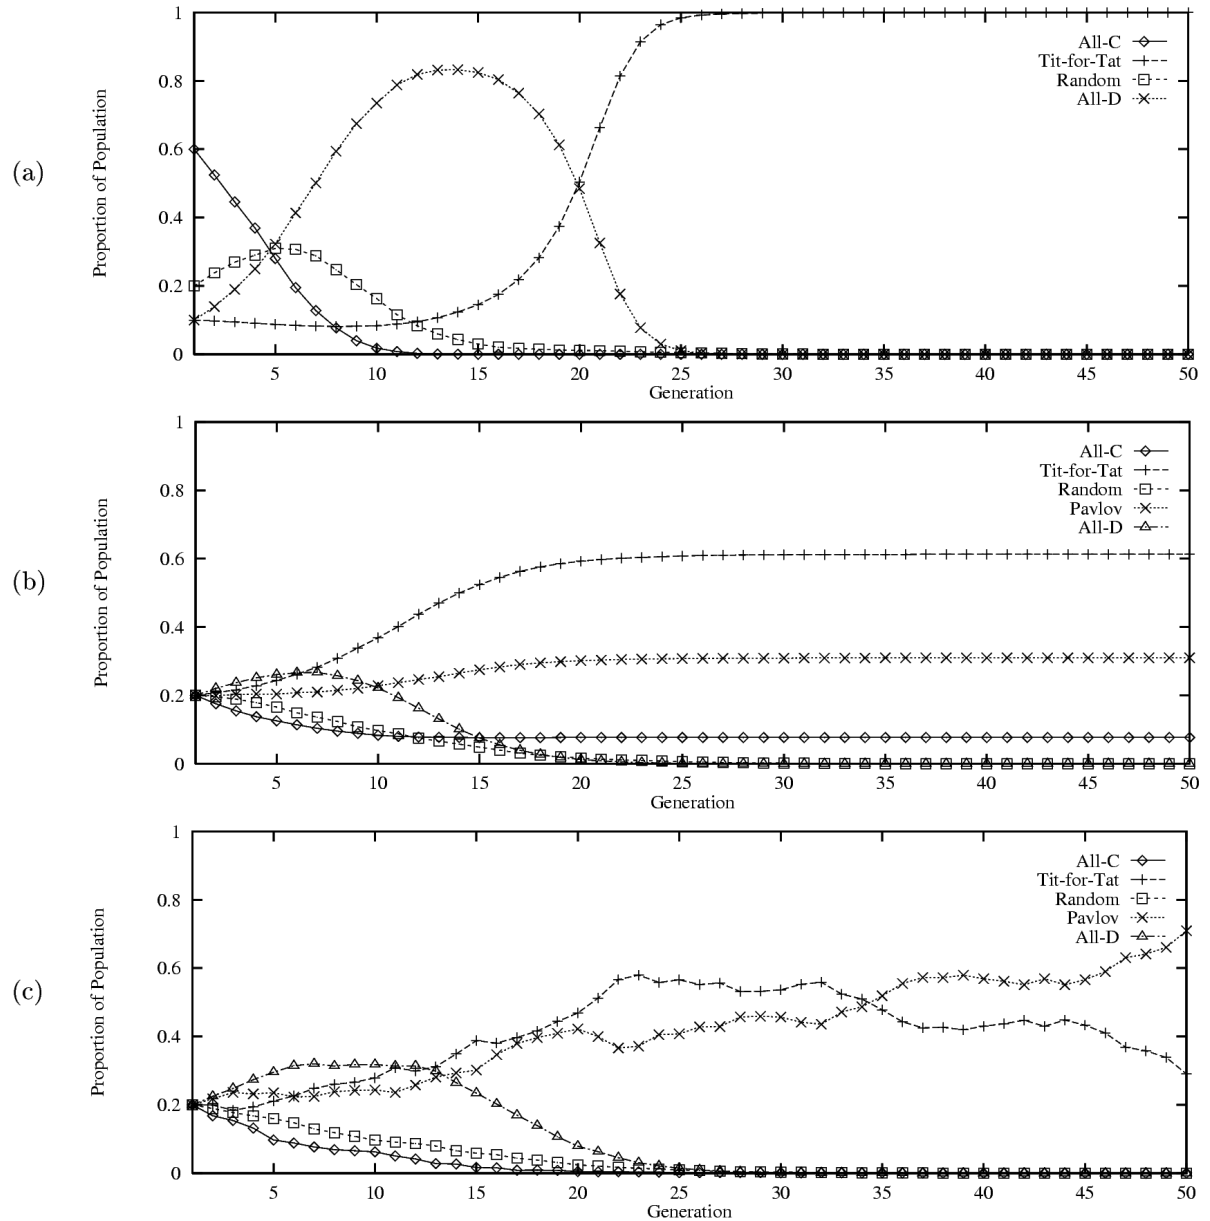 (a)
Proportion of Population
1
0.8
0.6
0.4
0.2
0
All-C
Tit-for-Tat
Random
All-D
5 10 15 20 25 30 35 40 45 50
Generation
(b)
Proportion of Population
1
0.8
0.6
0.4
0.2
0
All-C
Tit-for-Tat
Random
Pavlov
All-D
5 10 15 20 25 30 35 40 45 50
Generation
(c)
Proportion of Population
1
0.8
0.6
0.4
0.2
0
All-C
Tit-for-Tat
Random
Pavlov
All-D
5 10 15 20 25 30 35 40 45 50
Generation